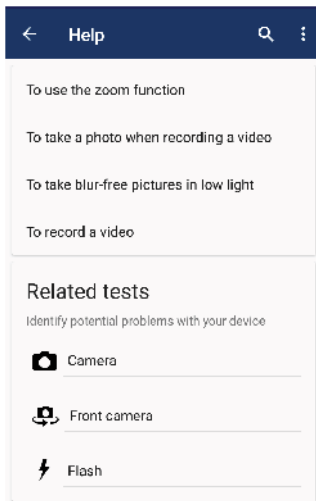 Help
To use the zoom function
To take a photo when recording a video
To take blur-free pictures in low light
To record a video
Related tests
Identify potential problems with your device
Camera
Front camera
Flash